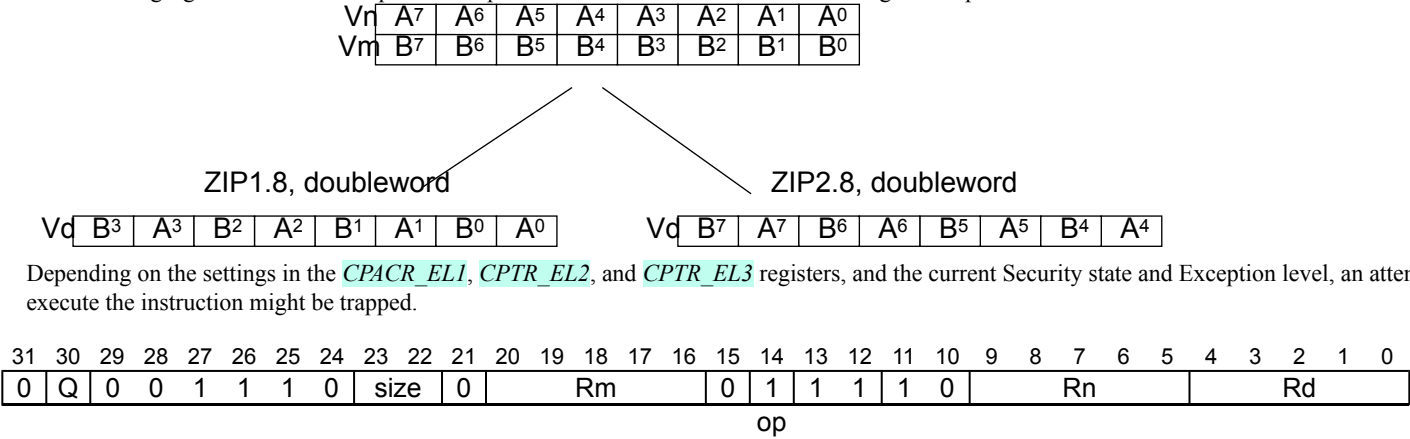 Vn A7 A6 A5 A4 A3 A2 A1 A0
Vm B7 B6 B5 B4 B3 B2 B1 B0
ZIP1.8, doubleword ZIP2.8, doubleword
Vd B3 A3 B2 A2 B1 A1 B0 A0 Vd B7 A7 B6 A6 B5 A5 B4 A4
Depending on the settings in the CPACR_EL1, CPTR_EL2, and CPTR_EL3 registers, and the current Security state and Exception level, an
execute the instruction might be trapped.
31 30 29 28 27 26 25 24 23 22 21 20 19 18 17 16 15 14 13 12 11 10 9 8 7 6 5 4 3 2 1 0
0 Q 0 0 1 1 1 0 size 0 Rm 0 1 1 1 1 0 Rn Rd
op